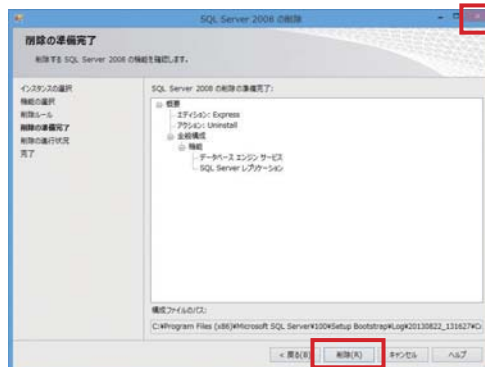 SQL Server 2008 の削除
削除の準備完了
削除する SQL Server 2008 の機能を確認します。
インスタンスの選択
機能の選択
削除ルール
削除の準備完了
削除の進行状況
完了
SQL Server 2008 の削除の準備完了:
概要
エディション: Express
アクション: Uninstall
全般構成
機能
データベース エンジン サービス
SQL Server レプリケーション
構成ファイルのパス:
C:¥Program Files (x86)¥Microsoft SQL Server¥100¥Setup Bootstrap¥Log¥20130822_131627¥Co
< 戻る(B)
削除(R)
キャンセル
ヘルプ